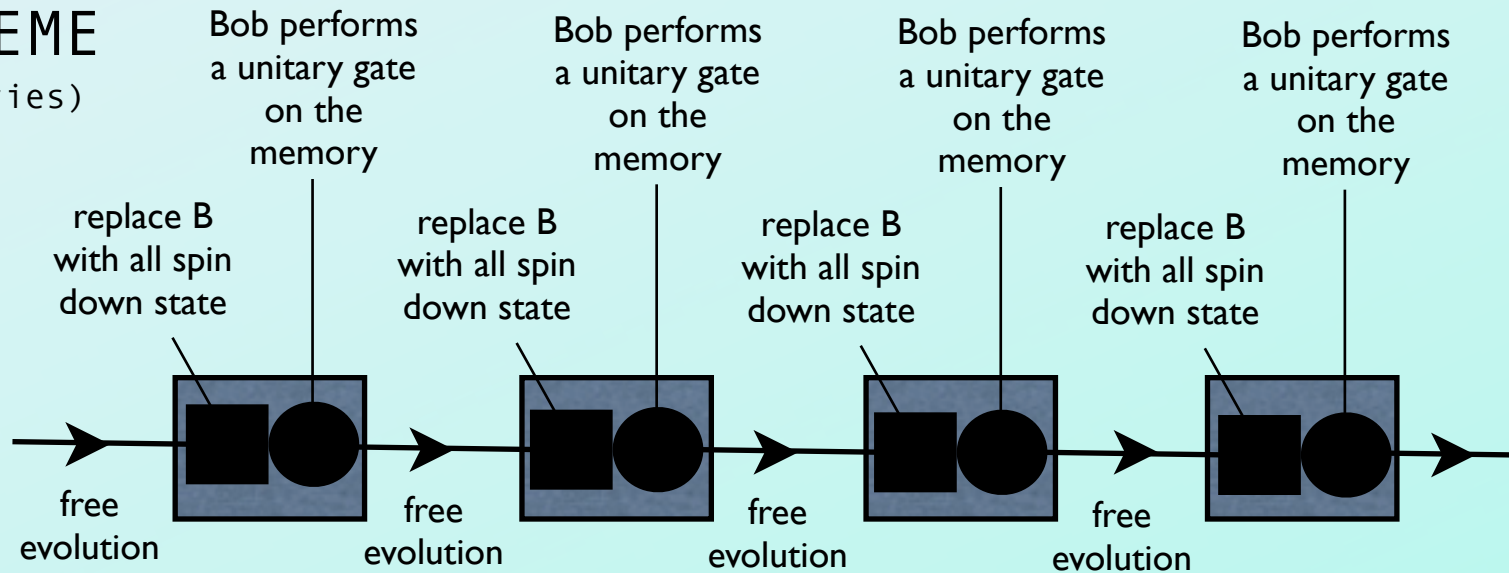 EME
ies)
Bob performs
a unitary gate
on the
memory
Bob performs
a unitary gate
on the
memory
Bob performs
a unitary gate
on the
memory
Bob performs
a unitary gate
on the
memory
replace B
with all spin
down state
replace B
with all spin
down state
replace B
with all spin
down state
replace B
with all spin
down state
free
evolution
free
evolution
free
evolution
free
evolution